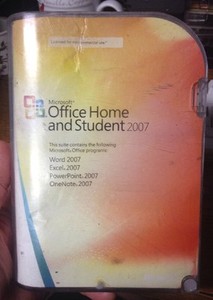 Microsoft®
Office Home
and Student 2007
This suite contains the following
Microsoft Office programs:
Word 2007
Excel® 2007
PowerPoint® 2007
OneNote® 2007